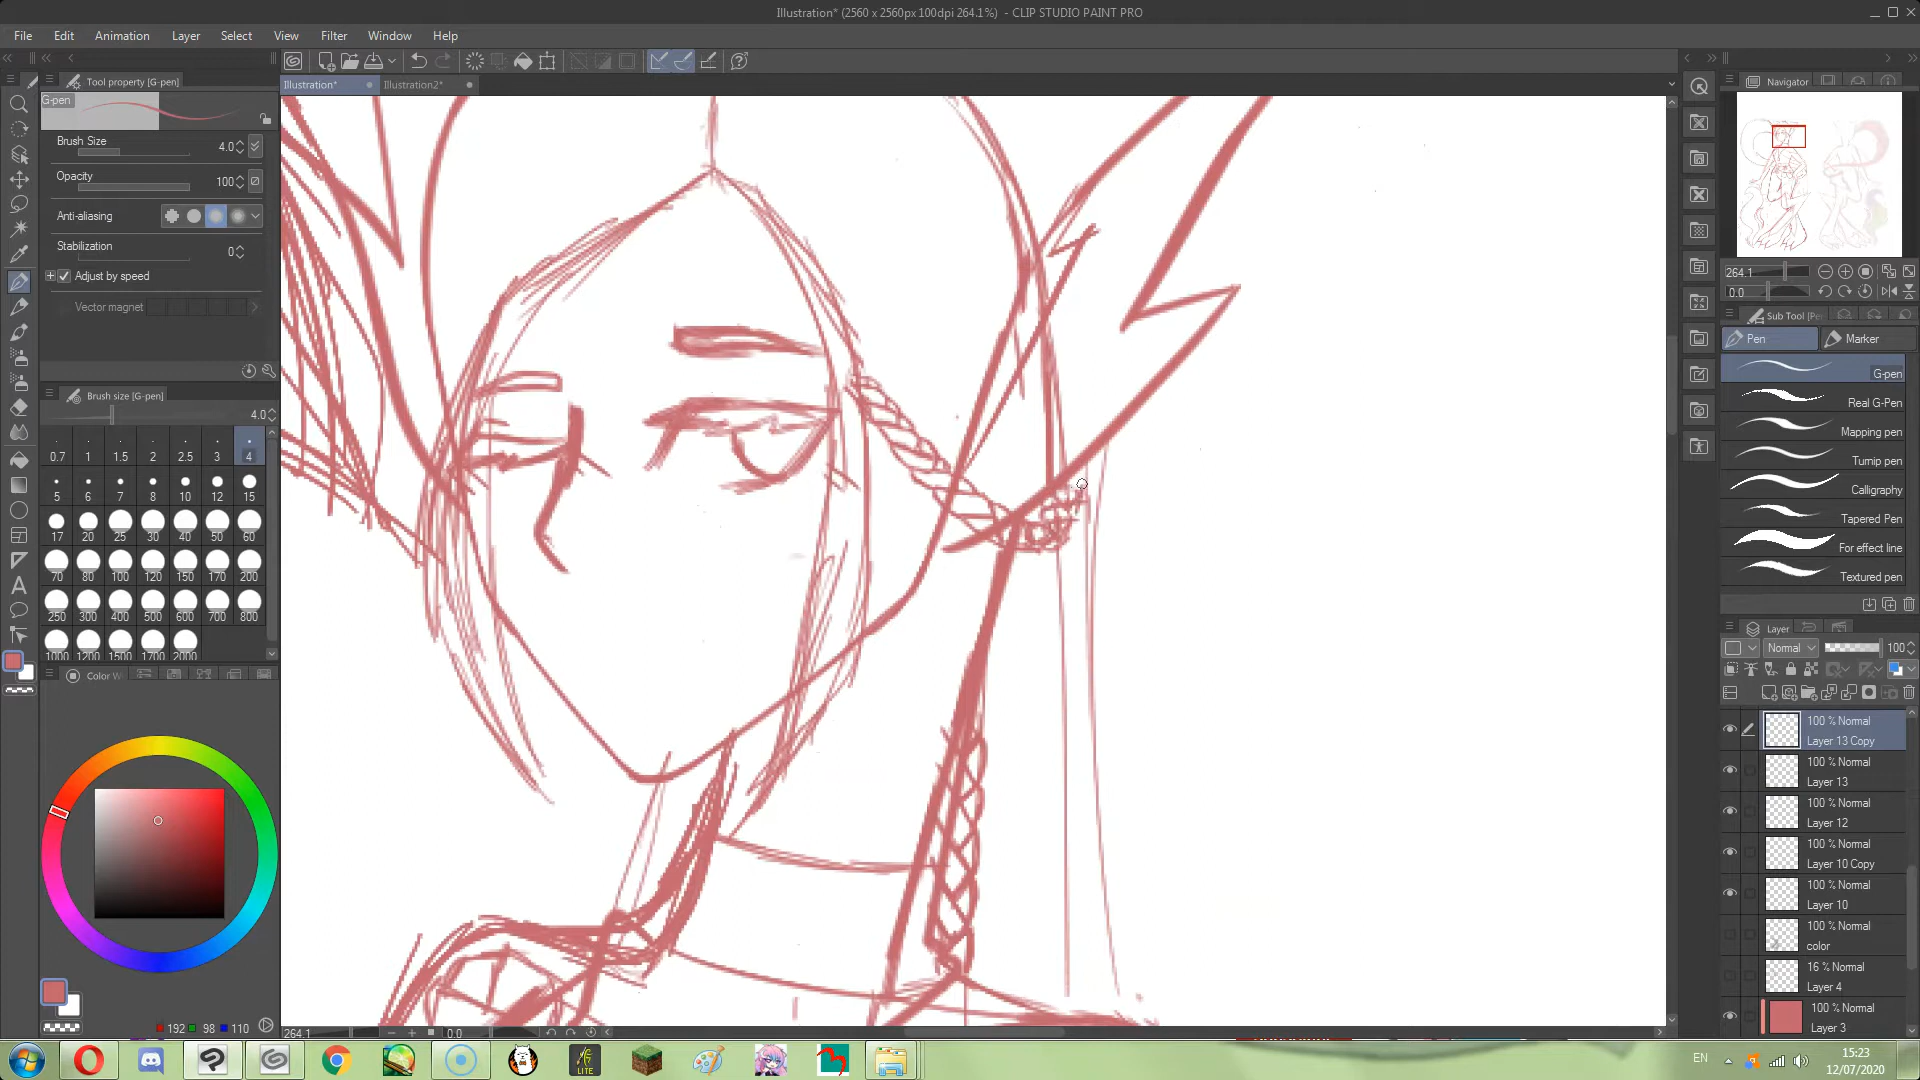 Illustration* (2560 x 2560px 100dpi 264.1%) - CLIP STUDIO PAINT PRO
File Edit Animation Layer Select View Filter Window Help
Tool property [G-pen]
Illustration* Illustration2*
Navigator
G-pen
Brush Size 4.0
Opacity 100
Anti-aliasing
Stabilization 0
Adjust by speed
Vector magnet
264.1
0.0
Sub Tool [Pe
Pen Marker
G-pen
Real G-Pen
Mapping pen
Turnip pen
Calligraphy
Tapered Pen
For effect line
Textured pen
Brush size [G-pen]
4.0
0.7 1 1.5 2 2.5 3 4
5 6 7 8 10 12 15
17 20 25 30 40 50 60
70 80 100 120 150 170 200
250 300 400 500 600 700 800
1000 1200 1500 1700 2000
Layer
Normal 100
Color W
100 % Normal
Layer 13 Copy
100 % Normal
Layer 13
100 % Normal
Layer 12
100 % Normal
Layer 10 Copy
100 % Normal
Layer 10
100 % Normal
color
16 % Normal
Layer 4
100 % Normal
Layer 3
192 98 110
264.1 0.0
LITE
EN
15:23
12/07/2020